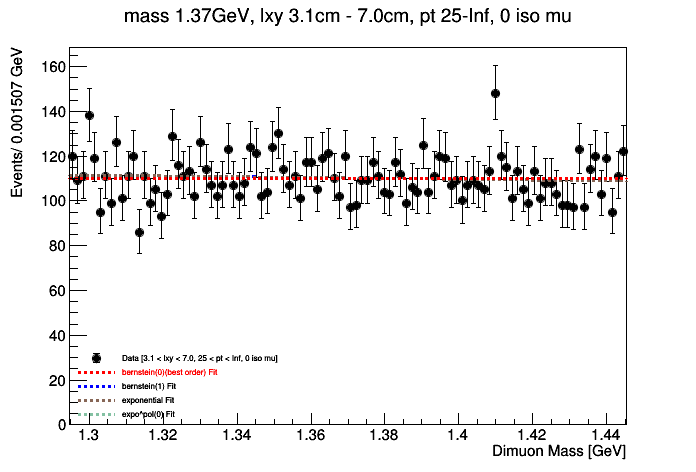 mass 1.37GeV, lxy 3.1cm - 7.0cm, pt 25-Inf, 0 iso mu
Events/ 0.001507 GeV
160
140
120
100
80
60
40
20
0
Data [3.1 < lxy < 7.0, 25 < pt < Inf, 0 iso mu]
bernstein(0)(best order) Fit
bernstein(1) Fit
exponential Fit
expo*pol(0) Fit
1.3 1.32 1.34 1.36 1.38 1.4 1.42 1.44
Dimuon Mass [GeV]